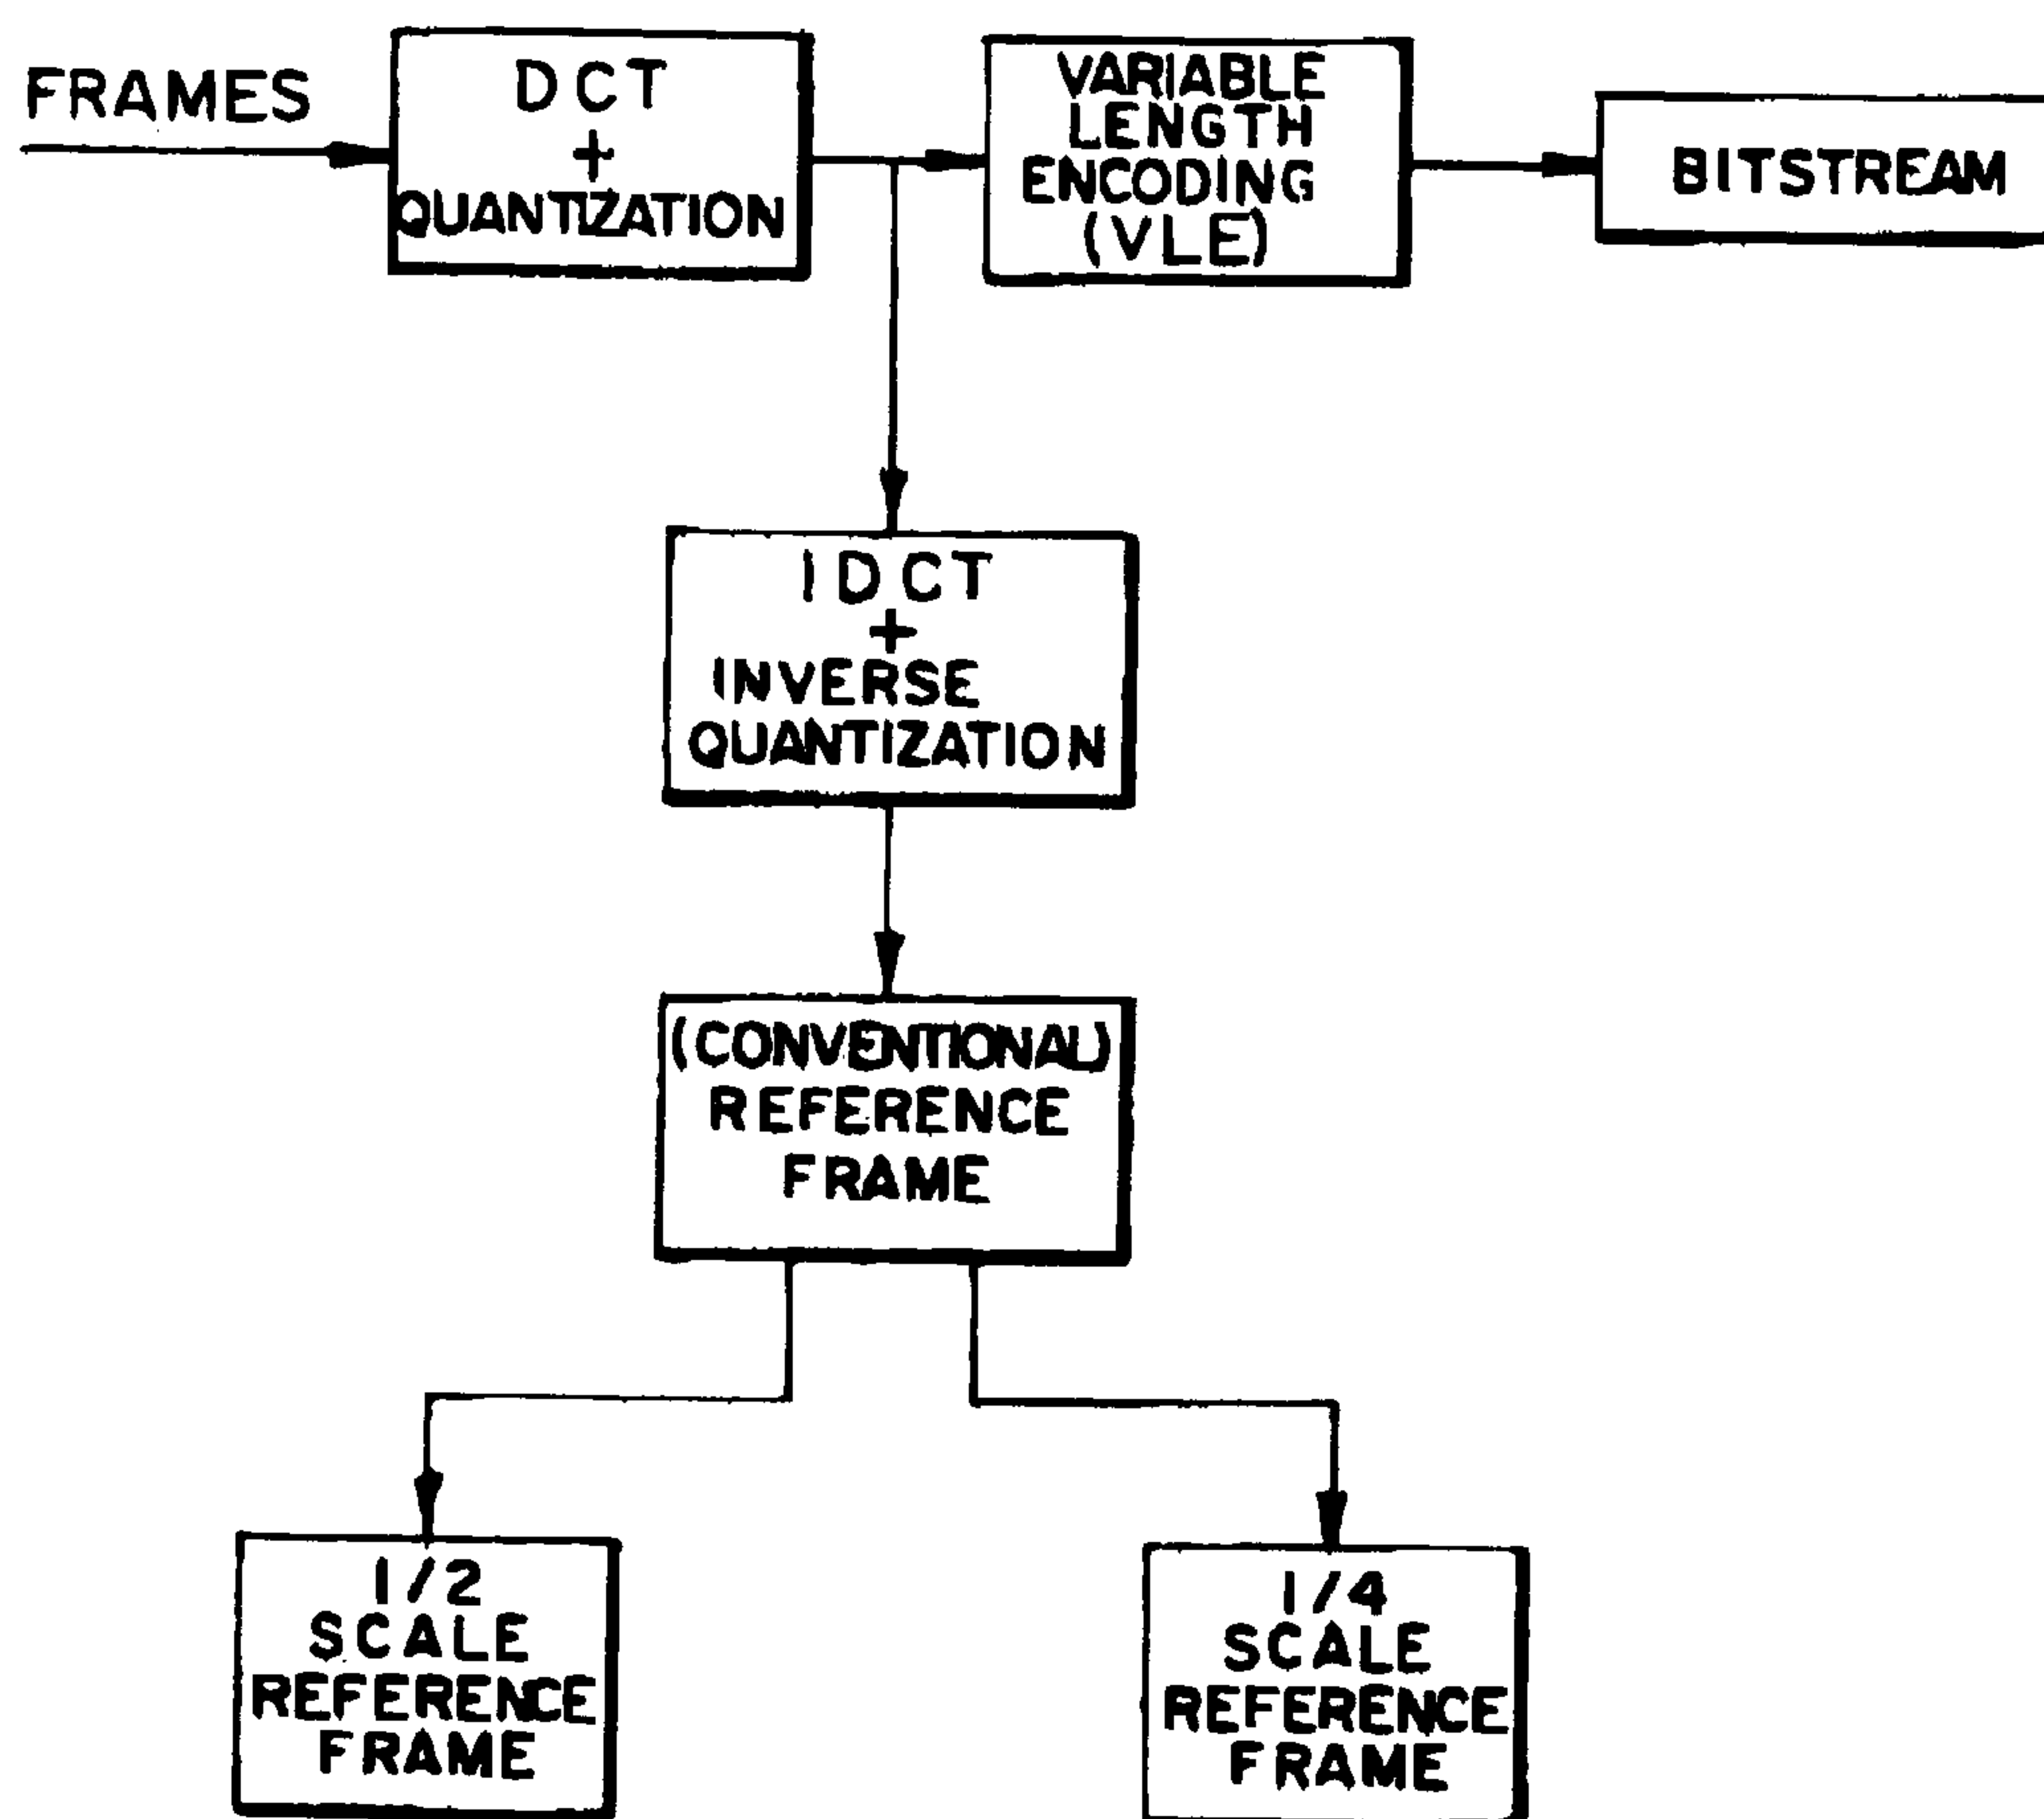 FRAMES
DCT
+
QUANTIZATION
VARIABLE
LENGTH
ENCODING
(VLE)
BITSTREAM
IDCT
+
INVERSE
QUANTIZATION
(CONVENTIONAL)
REFERENCE
FRAME
1/2
SCALE
REFERENCE
FRAME
1/4
SCALE
REFERENCE
FRAME